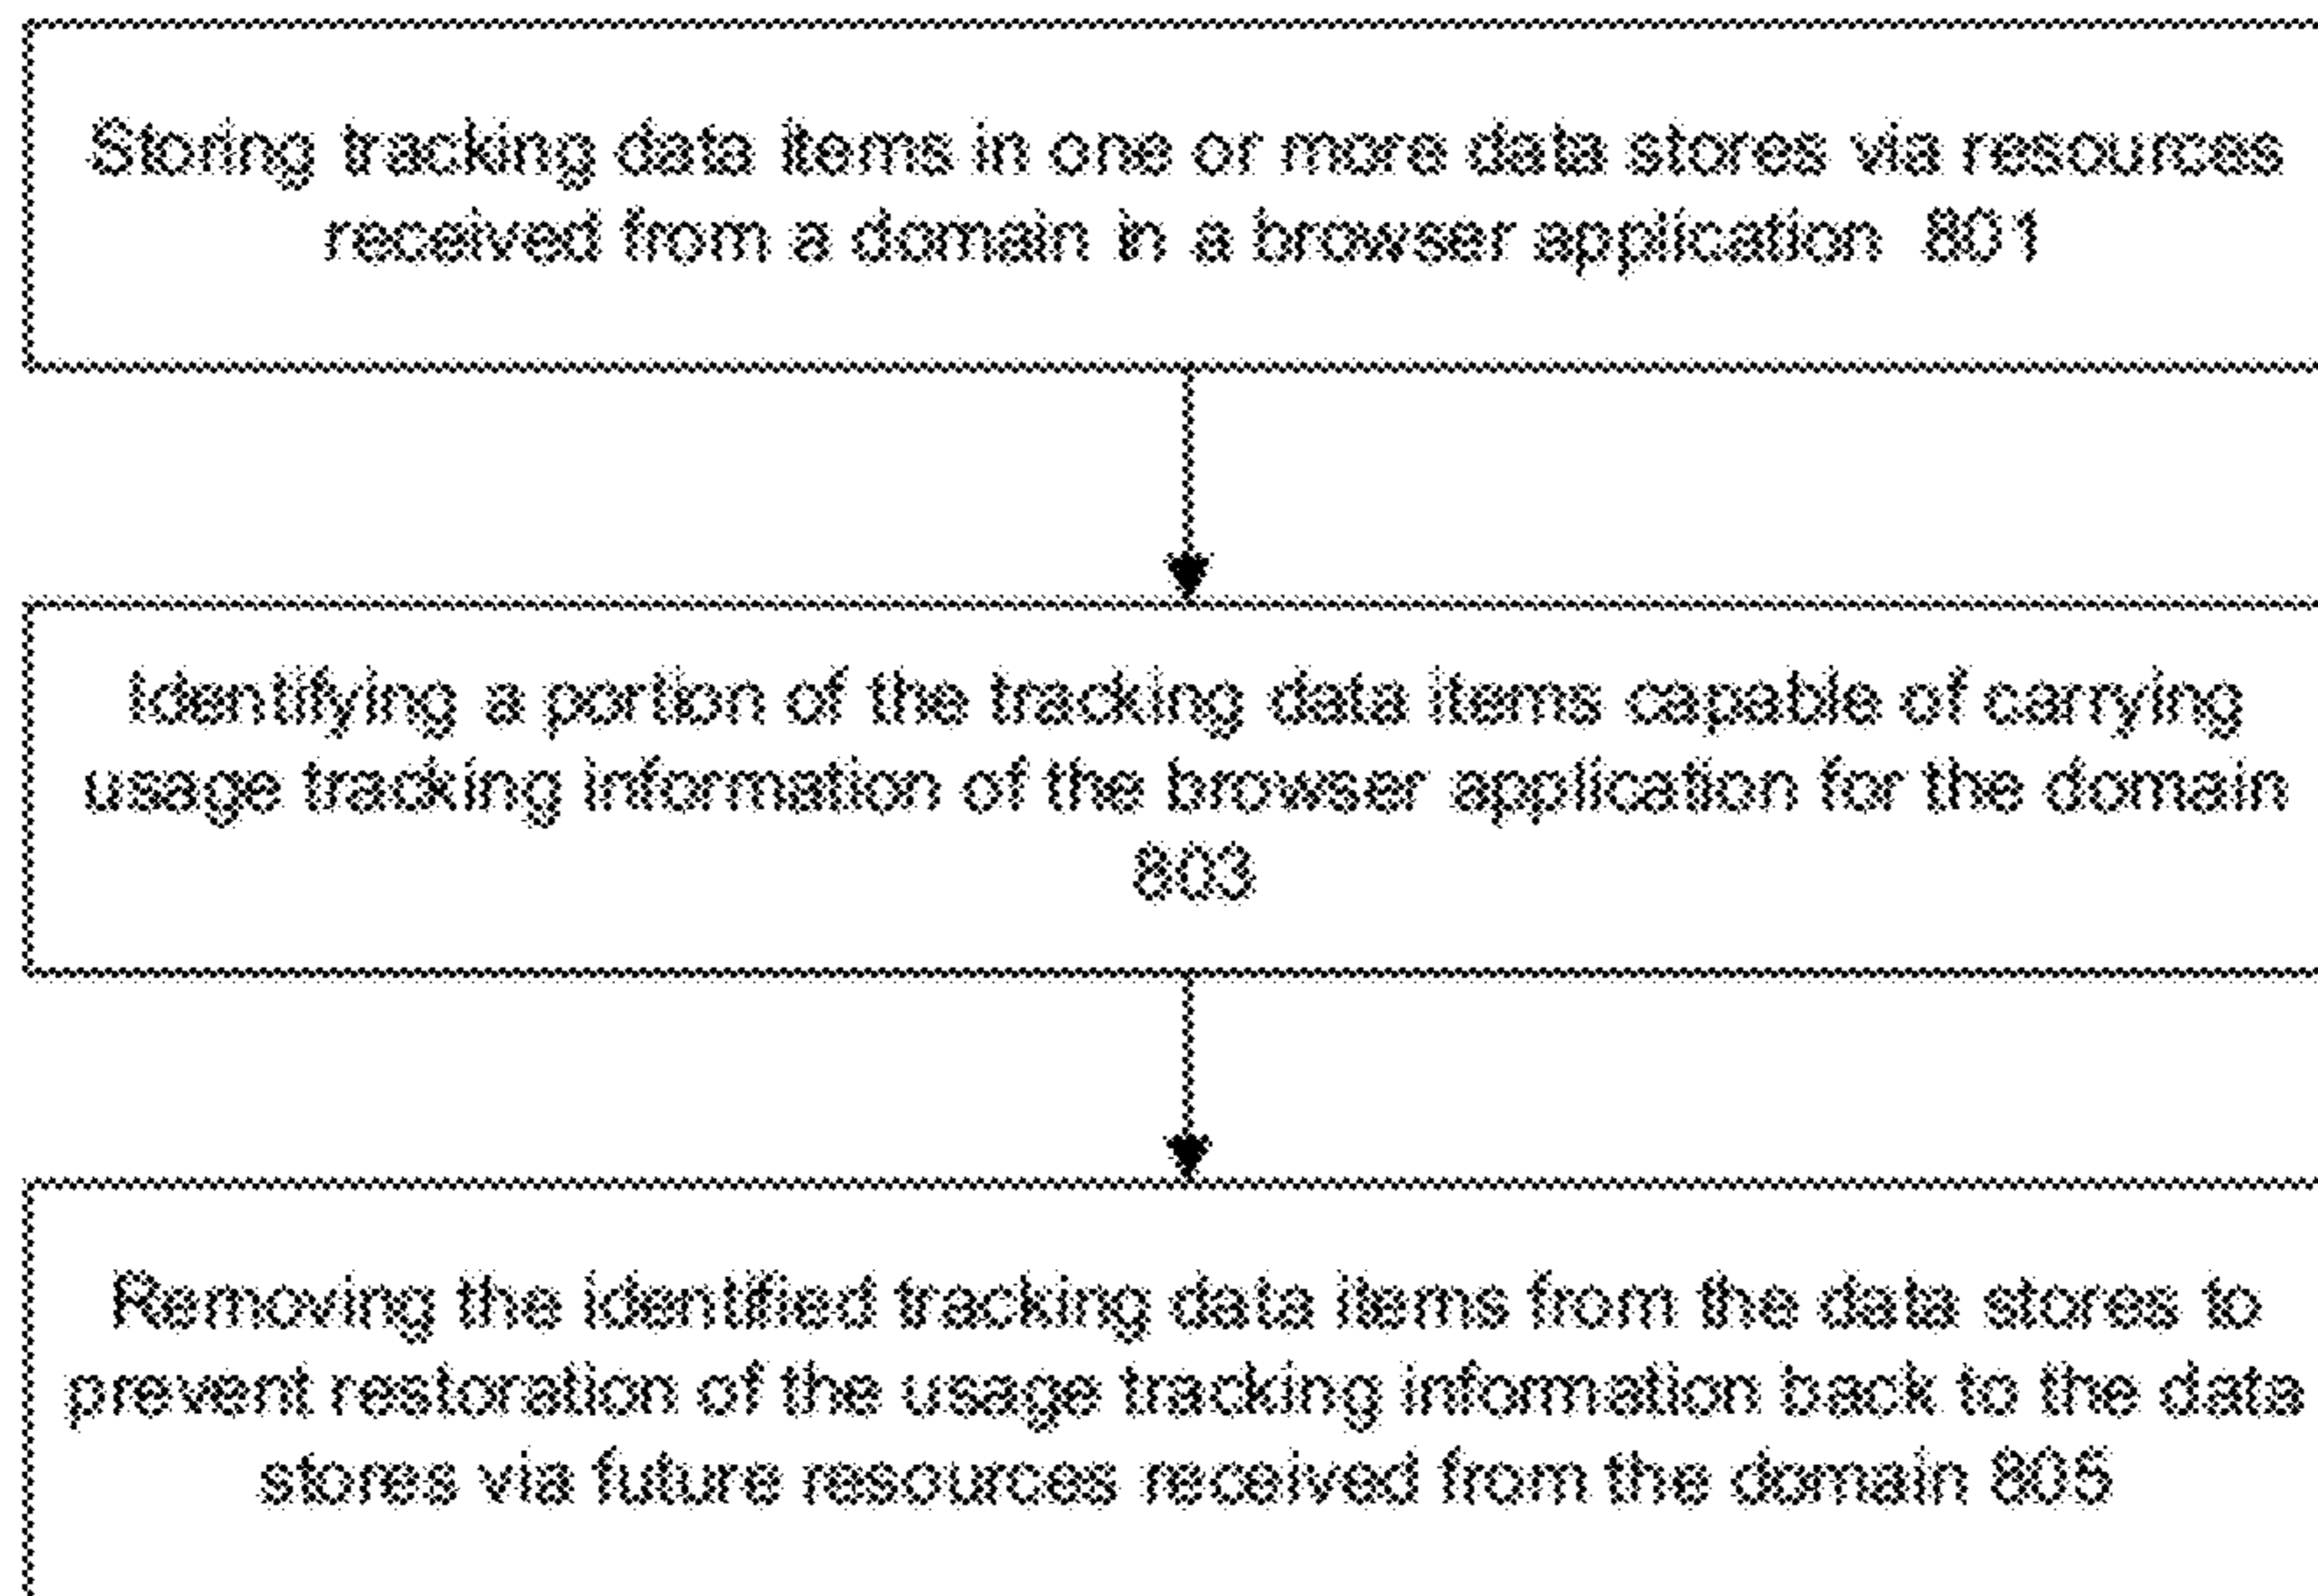 Storing tracking data items in one or more data stores via resources
received from a domain in a browser application 801
Identifying a portion of the tracking data items capable of carrying
usage tracking information of the browser application for the domain
803
Removing the identified tracking data items from the data stores to
prevent restoration of the usage tracking information back to the data
stores via future resources received from the domain 805